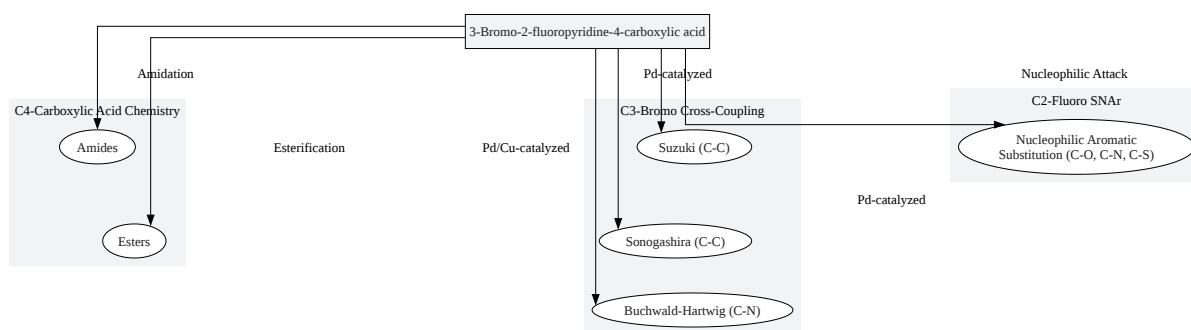 3-Bromo-2-fluoropyridine-4-carboxylic acid
Amidation
Pd-catalyzed
Nucleophilic Attack
C4-Carboxylic Acid Chemistry
C3-Bromo Cross-Coupling
C2-Fluoro SNAr
Amides
Esterification
Pd/Cu-catalyzed
Suzuki (C-C)
Nucleophilic Aromatic
Substitution (C-O, C-N, C-S)
Pd-catalyzed
Esters
Sonogashira (C-C)
Buchwald-Hartwig (C-N)